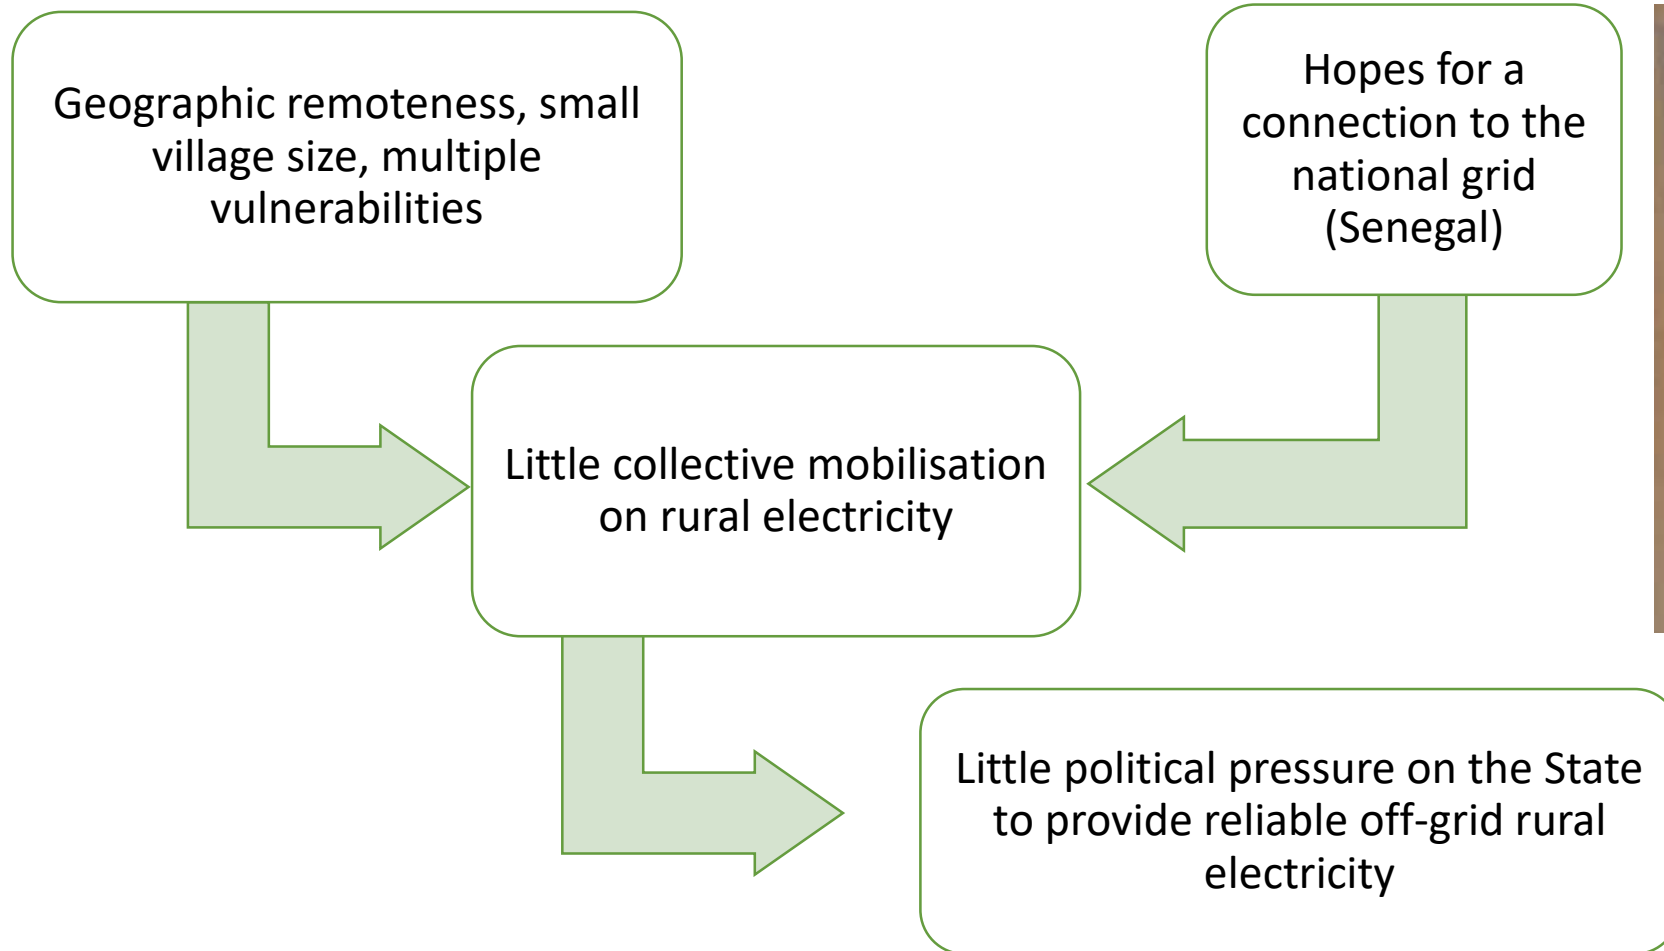 Geographic remoteness, small
village size, multiple
vulnerabilities
Hopes for a
connection to the
national grid
(Senegal)
Little collective mobilisation
on rural electricity
Little political pressure on the State
to provide reliable off-grid rural
electricity